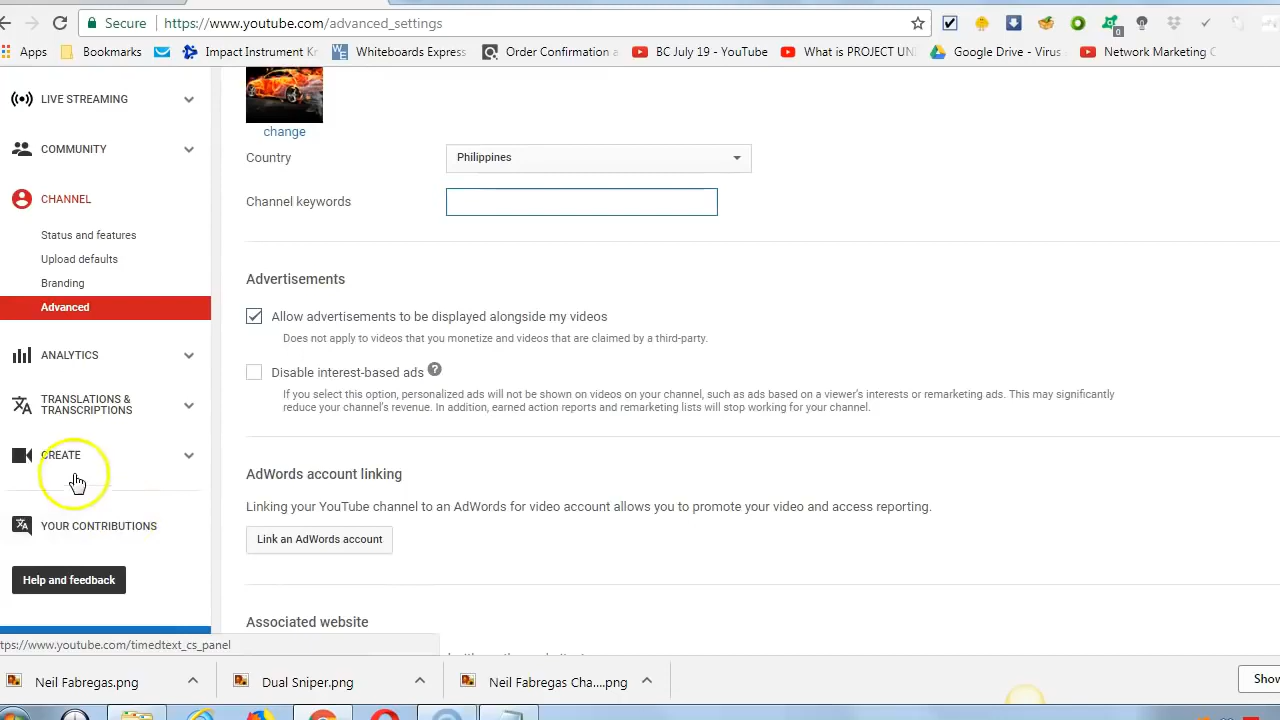 Secure https://www.youtube.com/advanced_settings
Apps Bookmarks Impact Instrument Kr Whiteboards Express Order Confirmation a BC July 19 - YouTube What is PROJECT UNI Google Drive - Virus Network Marketing C
0
LIVE STREAMING
change
COMMUNITY
Country Philippines
CHANNEL
Channel keywords
Status and features
Upload defaults
Branding
Advanced
Advertisements
Allow advertisements to be displayed alongside my videos
Does not apply to videos that you monetize and videos that are claimed by a third-party.
ANALYTICS
Disable interest-based ads ?
If you select this option, personalized ads will not be shown on videos on your channel, such as ads based on a viewer's interests or remarketing ads. This may significantly
reduce your channel's revenue. In addition, earned action reports and remarketing lists will stop working for your channel.
TRANSLATIONS &
TRANSCRIPTIONS
CREATE
AdWords account linking
Linking your YouTube channel to an AdWords for video account allows you to promote your video and access reporting.
YOUR CONTRIBUTIONS
Link an AdWords account
Help and feedback
Associated website
ttps://www.youtube.com/timedtext_cs_panel
Neil Fabregas.png Dual Sniper.png Neil Fabregas Cha....png Show